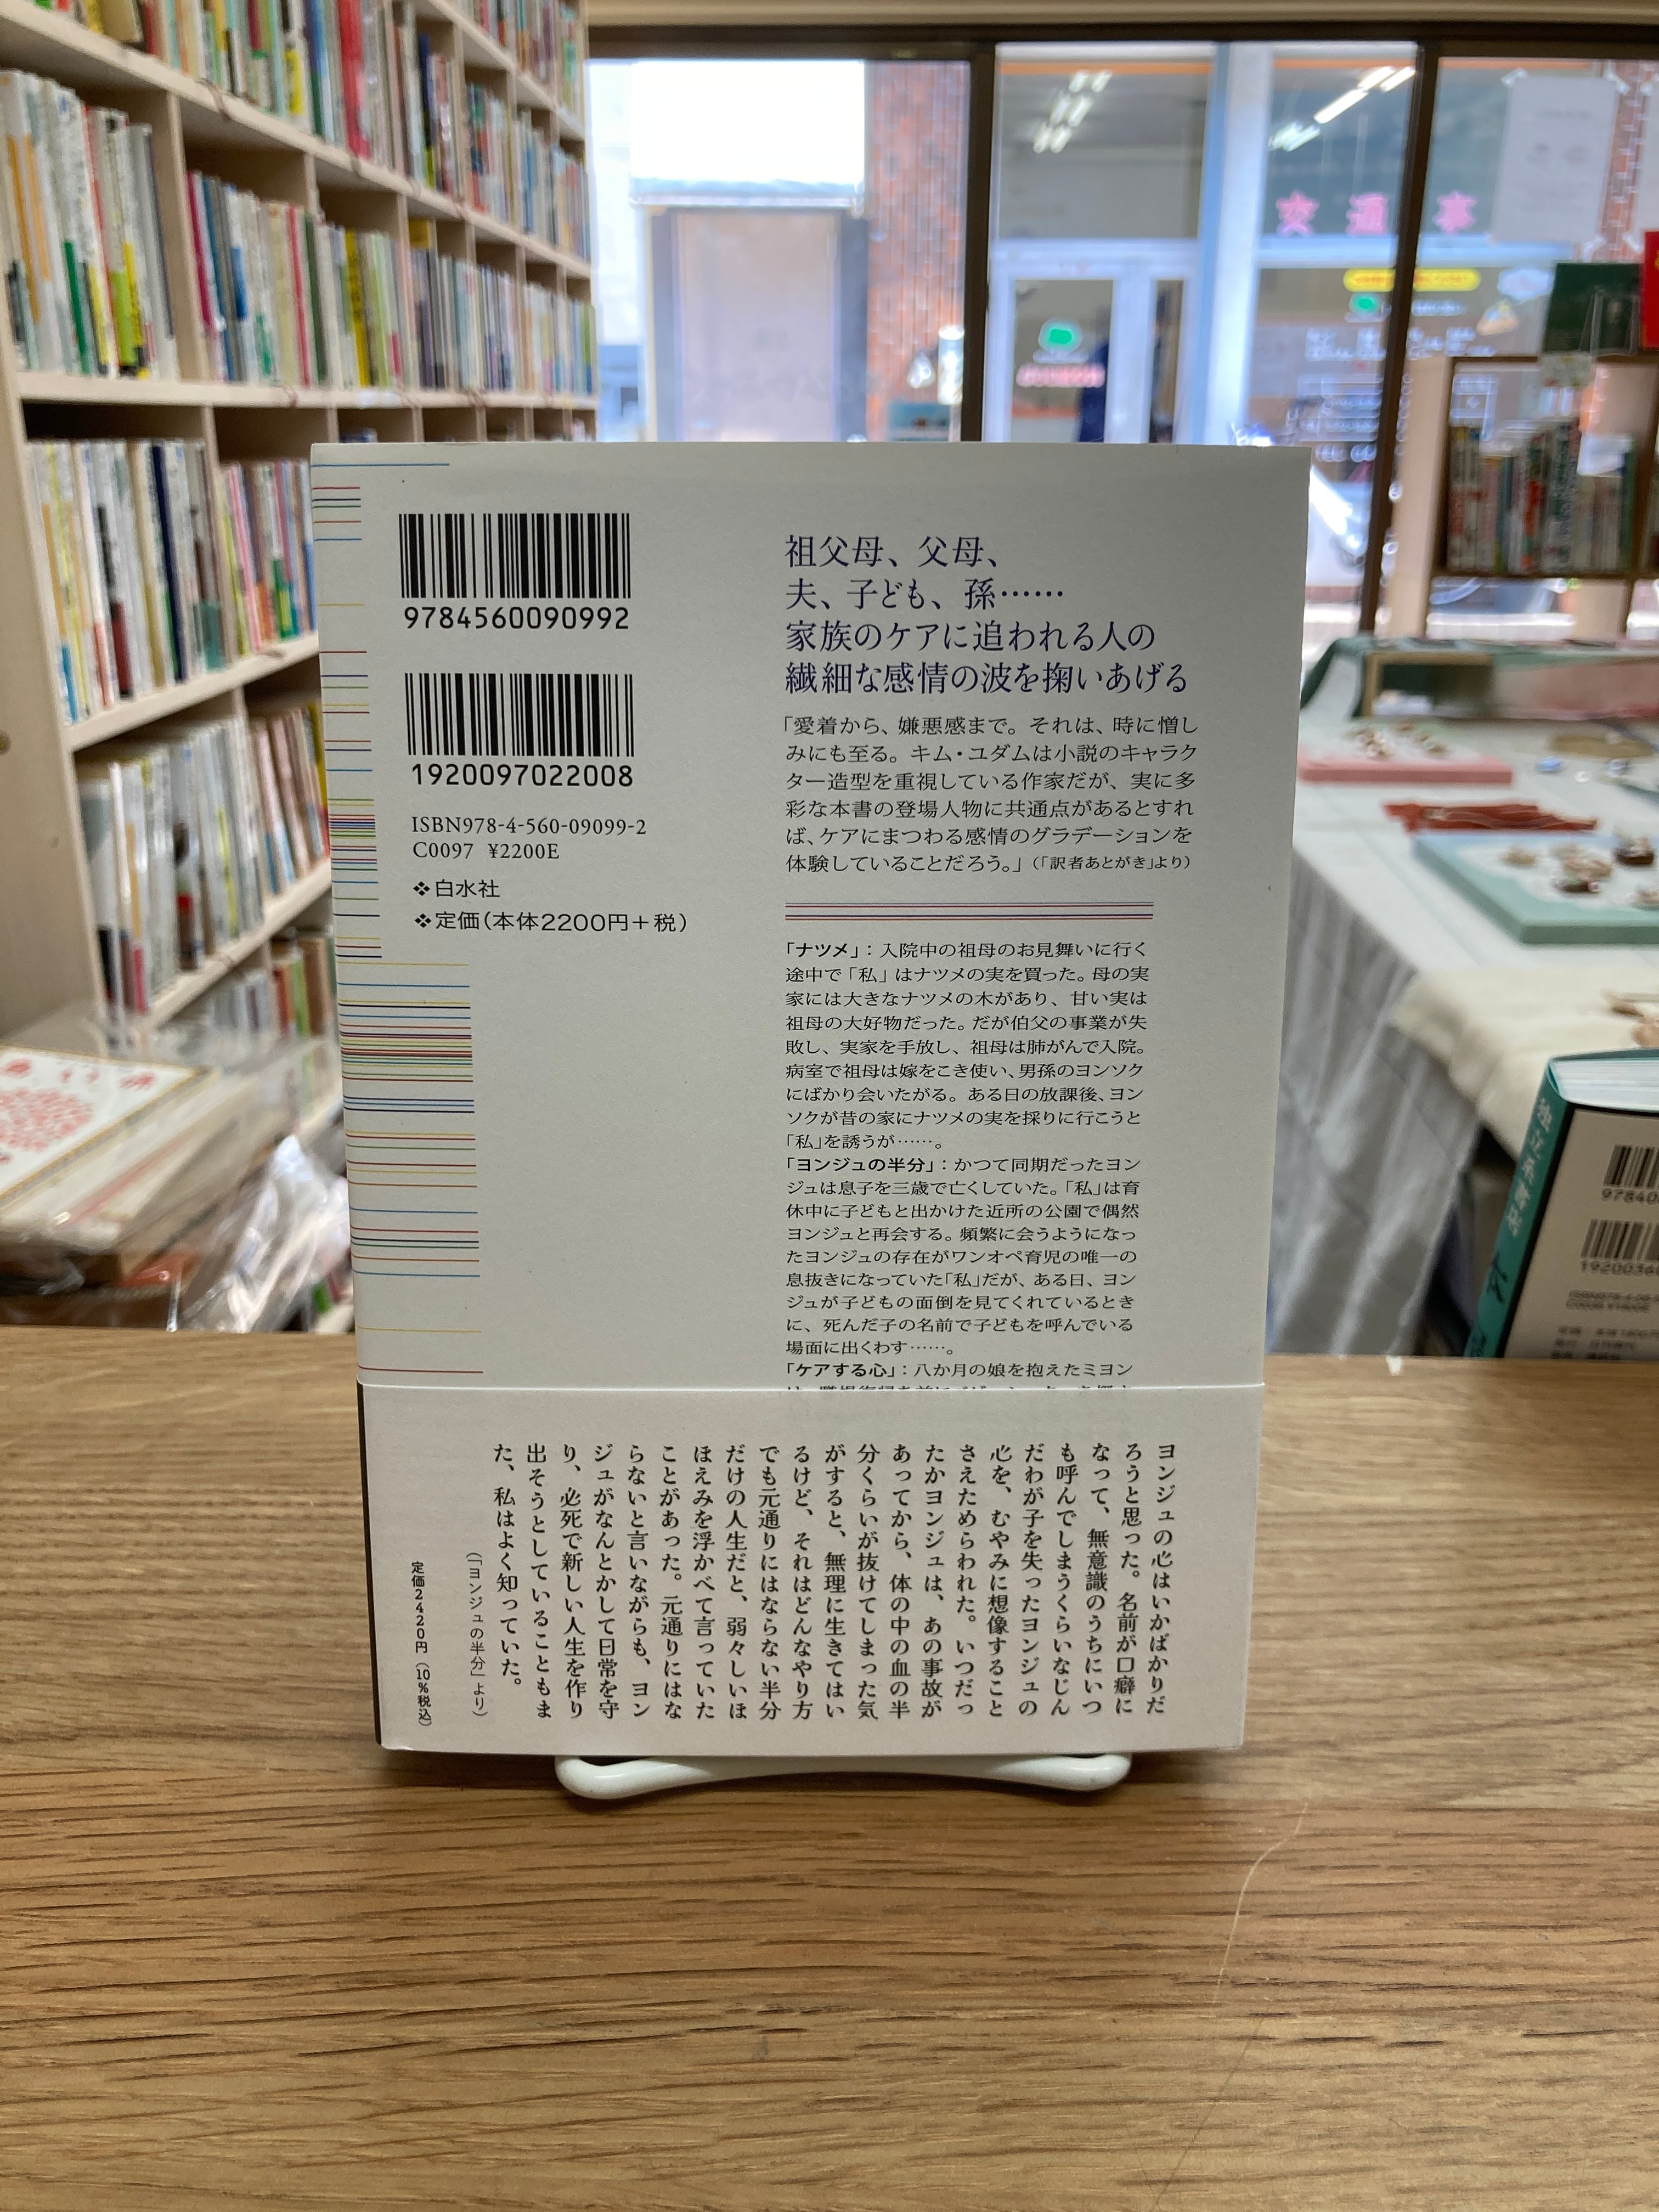 9784560090992
1920097022008
ISBN978-4-560-09099-2
C0097 ¥2200E
❖白水社
❖定価(本体2200円+税)
祖父母、父母、
夫、子ども、孫……
家族のケアに追われる人の
繊細な感情の波を掬いあげる
「愛着から、嫌悪感まで。それは、時に憎し
みにも至る。キム・ユダムは小説のキャラク
ター造型を重視している作家だが、実に多
彩な本書の登場人物に共通点があるとすれ
ば、ケアにまつわる感情のグラデーションを
体験していることだろう。」(「訳者あとがき」より)
「ナツメ」：入院中の祖母のお見舞いに行く
途中で「私」はナツメの実を買った。母の実
家には大きなナツメの木があり、甘い実は
祖母の大好物だった。だが伯父の事業が失
敗し、実家を手放し、祖母は肺がんで入院。
病室で祖母は嫁をこき使い、男孫のヨンソク
にばかり会いたがる。ある日の放課後、ヨン
ソクが昔の家にナツメの実を採りに行こうと
「私」を誘うが……。
「ヨンジュの半分」：かつて同期だったヨン
ジュは息子を三歳で亡くしていた。「私」は育
休中に子どもと出かけた近所の公園で偶然
ヨンジュと再会する。頻繁に会うようになっ
たヨンジュの存在がワンオペ育児の唯一の
息抜きになっていた「私」だが、ある日、ヨン
ジュが子どもの面倒を見てくれているとき
に、死んだ子の名前で子どもを呼んでいる
場面に出くわす……。
「ケアする心」：八か月の娘を抱えたミヨン
ヨンジュの心はいかばかりだ
ろうと思った。名前が口癖に
なって、無意識のうちにいつ
も呼んでしまうくらいなじん
だわが子を失ったヨンジュの
心を、むやみに想像すること
さえためらわれた。いつだっ
たかヨンジュは、あの事故が
あってから、体の中の血の半
分くらいが抜けてしまった気
がすると、無理に生きてはい
るけど、それはどんなやり方
でも元通りにはならない半分
だけの人生だと、弱々しいほ
ほえみを浮かべて言っていた
ことがあった。元通りにはな
らないと言いながらも、ヨン
ジュがなんとかして日常を守
り、必死で新しい人生を作り
出そうとしていることもま
た、私はよく知っていた。
(「ヨンジュの半分」より)
定価2420円(10%税込)
交通事
97840